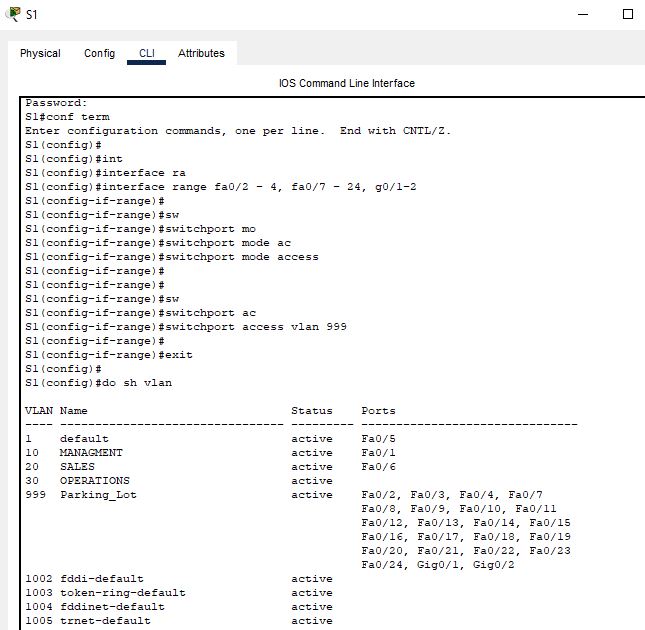 S1
Physical Config CLI Attributes
IOS Command Line Interface
Password:
S1#conf term
Enter configuration commands, one per line.  End with CNTL/Z.
S1(config)#
S1(config)#int
S1(config)#interface ra
S1(config)#interface range fa0/2 - 4, fa0/7 - 24, g0/1-2
S1(config-if-range)#
S1(config-if-range)#sw
S1(config-if-range)#switchport mo
S1(config-if-range)#switchport mode ac
S1(config-if-range)#switchport mode access
S1(config-if-range)#
S1(config-if-range)#
S1(config-if-range)#sw
S1(config-if-range)#switchport ac
S1(config-if-range)#switchport access vlan 999
S1(config-if-range)#
S1(config-if-range)#exit
S1(config)#
S1(config)#do sh vlan
VLAN Name                             Status    Ports
---- -------------------------------- --------- -------------------------------
1    default                          active    Fa0/5
10   MANAGMENT                        active    Fa0/1
20   SALES                            active    Fa0/6
30   OPERATIONS                       active
999  Parking_Lot                      active    Fa0/2, Fa0/3, Fa0/4, Fa0/7
                                                Fa0/8, Fa0/9, Fa0/10, Fa0/11
                                                Fa0/12, Fa0/13, Fa0/14, Fa0/15
                                                Fa0/16, Fa0/17, Fa0/18, Fa0/19
                                                Fa0/20, Fa0/21, Fa0/22, Fa0/23
                                                Fa0/24, Gig0/1, Gig0/2
1002 fddi-default                     active
1003 token-ring-default               active
1004 fddinet-default                  active
1005 trnet-default                    active